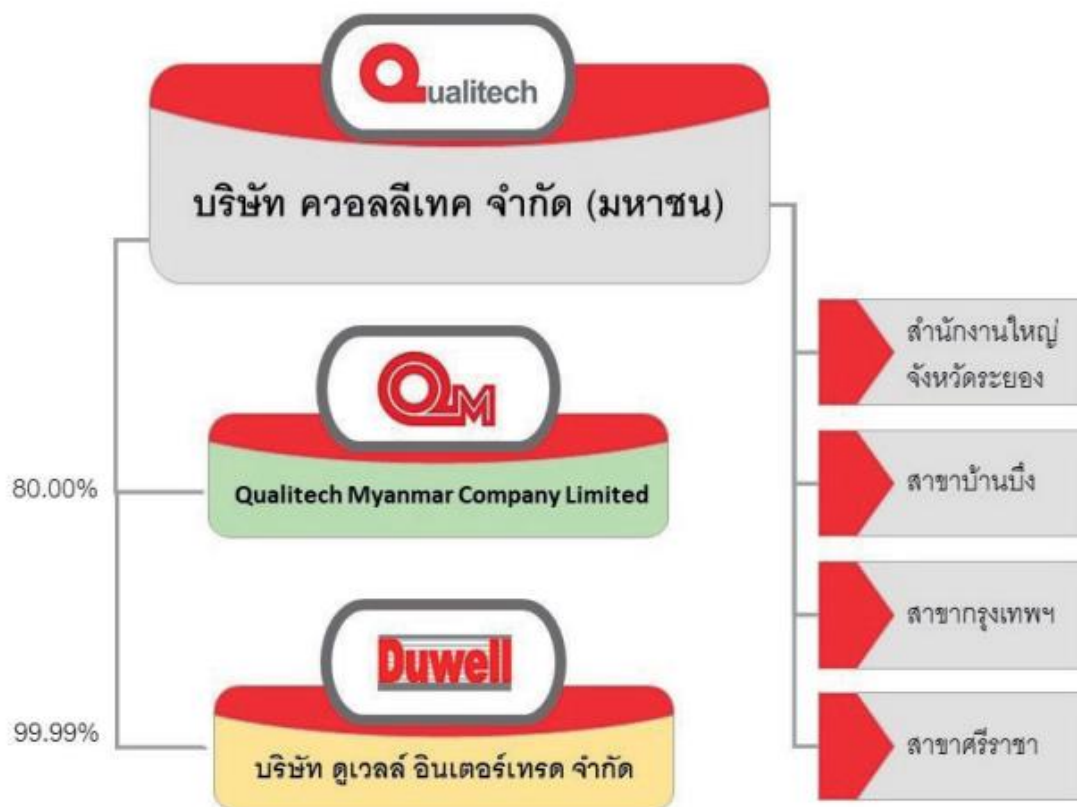 Qualitech
บริษัท ควอลลีเทค จำกัด (มหาชน)
QM
80.00%
Qualitech Myanmar Company Limited
Duwell
99.99%
บริษัท ดูเวลล์ อินเตอร์เทรด จำกัด
สำนักงานใหญ่
จังหวัดระยอง
สาขาบ้านบึง
สาขากรุงเทพฯ
สาขาศรีราชา